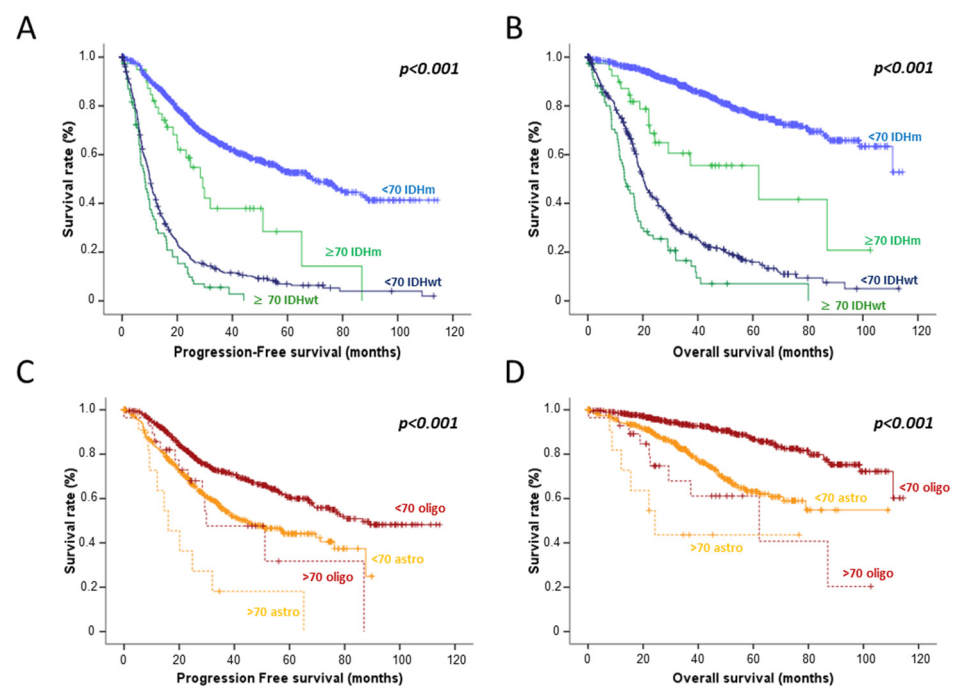 A
p<0.001
Survival rate (%)
1.0
0.8
0.6
0.4
0.2
0
<70 IDHm
≥70 IDHm
<70 IDHwt
≥ 70 IDHwt
0 20 40 60 80 100 120
Progression-Free survival (months)
B
p<0.001
Survival rate (%)
1.0
0.8
0.6
0.4
0.2
0
<70 IDHm
≥70 IDHm
<70 IDHwt
≥ 70 IDHwt
0 20 40 60 80 100 120
Overall survival (months)
C
p<0.001
Survival rate (%)
1.0
0.8
0.6
0.4
0.2
0
<70 oligo
<70 astro
>70 oligo
>70 astro
0 20 40 60 80 100 120
Progression Free survival (months)
D
p<0.001
Survival rate (%)
1.0
0.8
0.6
0.4
0.2
0
<70 oligo
<70 astro
>70 astro
>70 oligo
0 20 40 60 80 100 120
Overall survival (months)